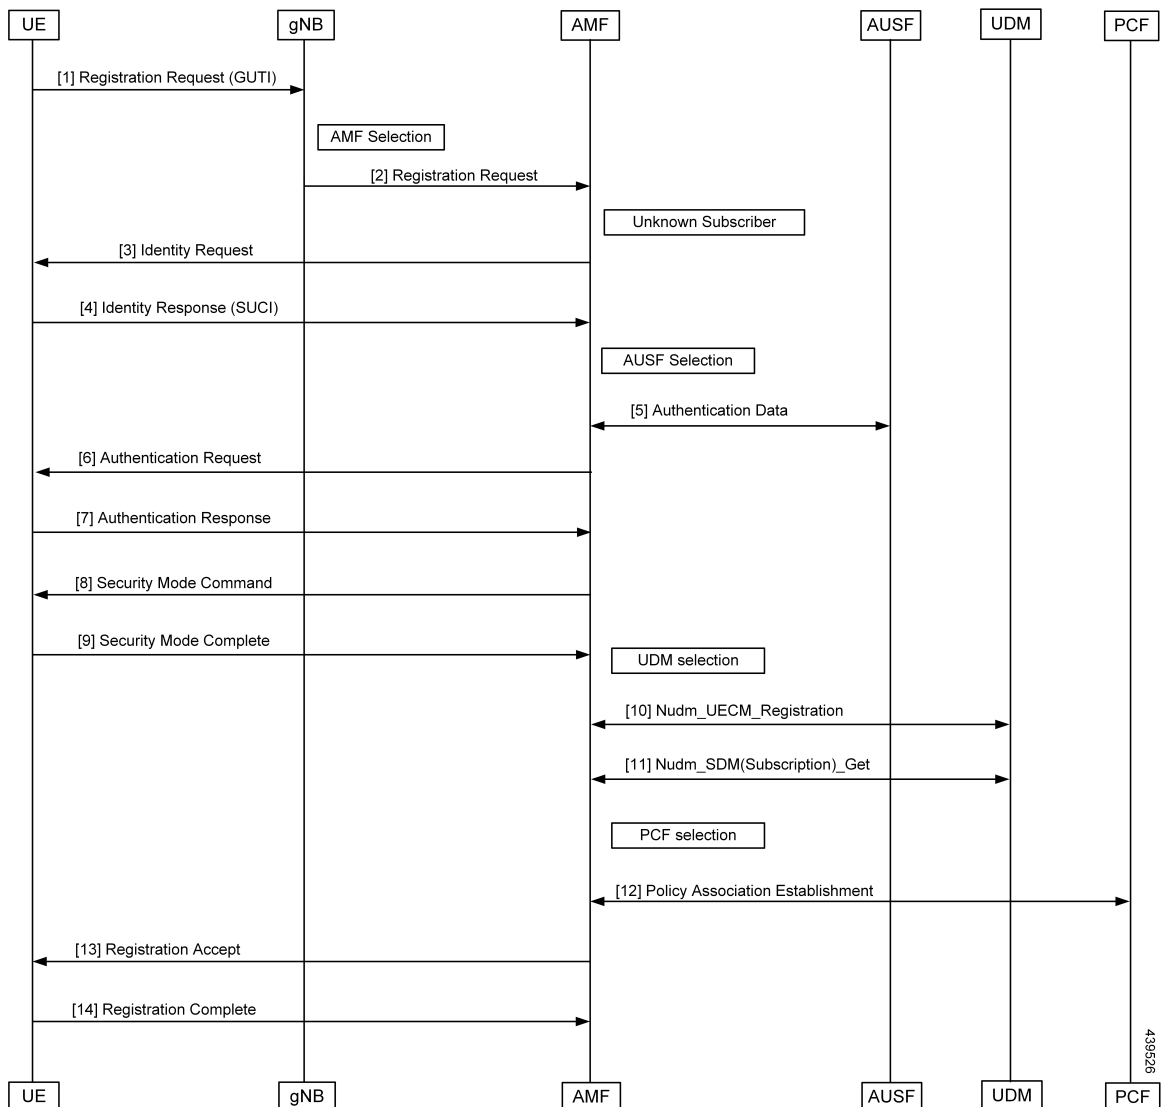 UE
gNB
AMF
AUSF
UDM
PCF
[1] Registration Request (GUTI)
AMF Selection
[2] Registration Request
Unknown Subscriber
[3] Identity Request
[4] Identity Response (SUCI)
AUSF Selection
[5] Authentication Data
[6] Authentication Request
[7] Authentication Response
[8] Security Mode Command
[9] Security Mode Complete
UDM selection
[10] Nudm_UECM_Registration
[11] Nudm_SDM(Subscription)_Get
PCF selection
[12] Policy Association Establishment
[13] Registration Accept
[14] Registration Complete
439526
UE
gNB
AMF
AUSF
UDM
PCF